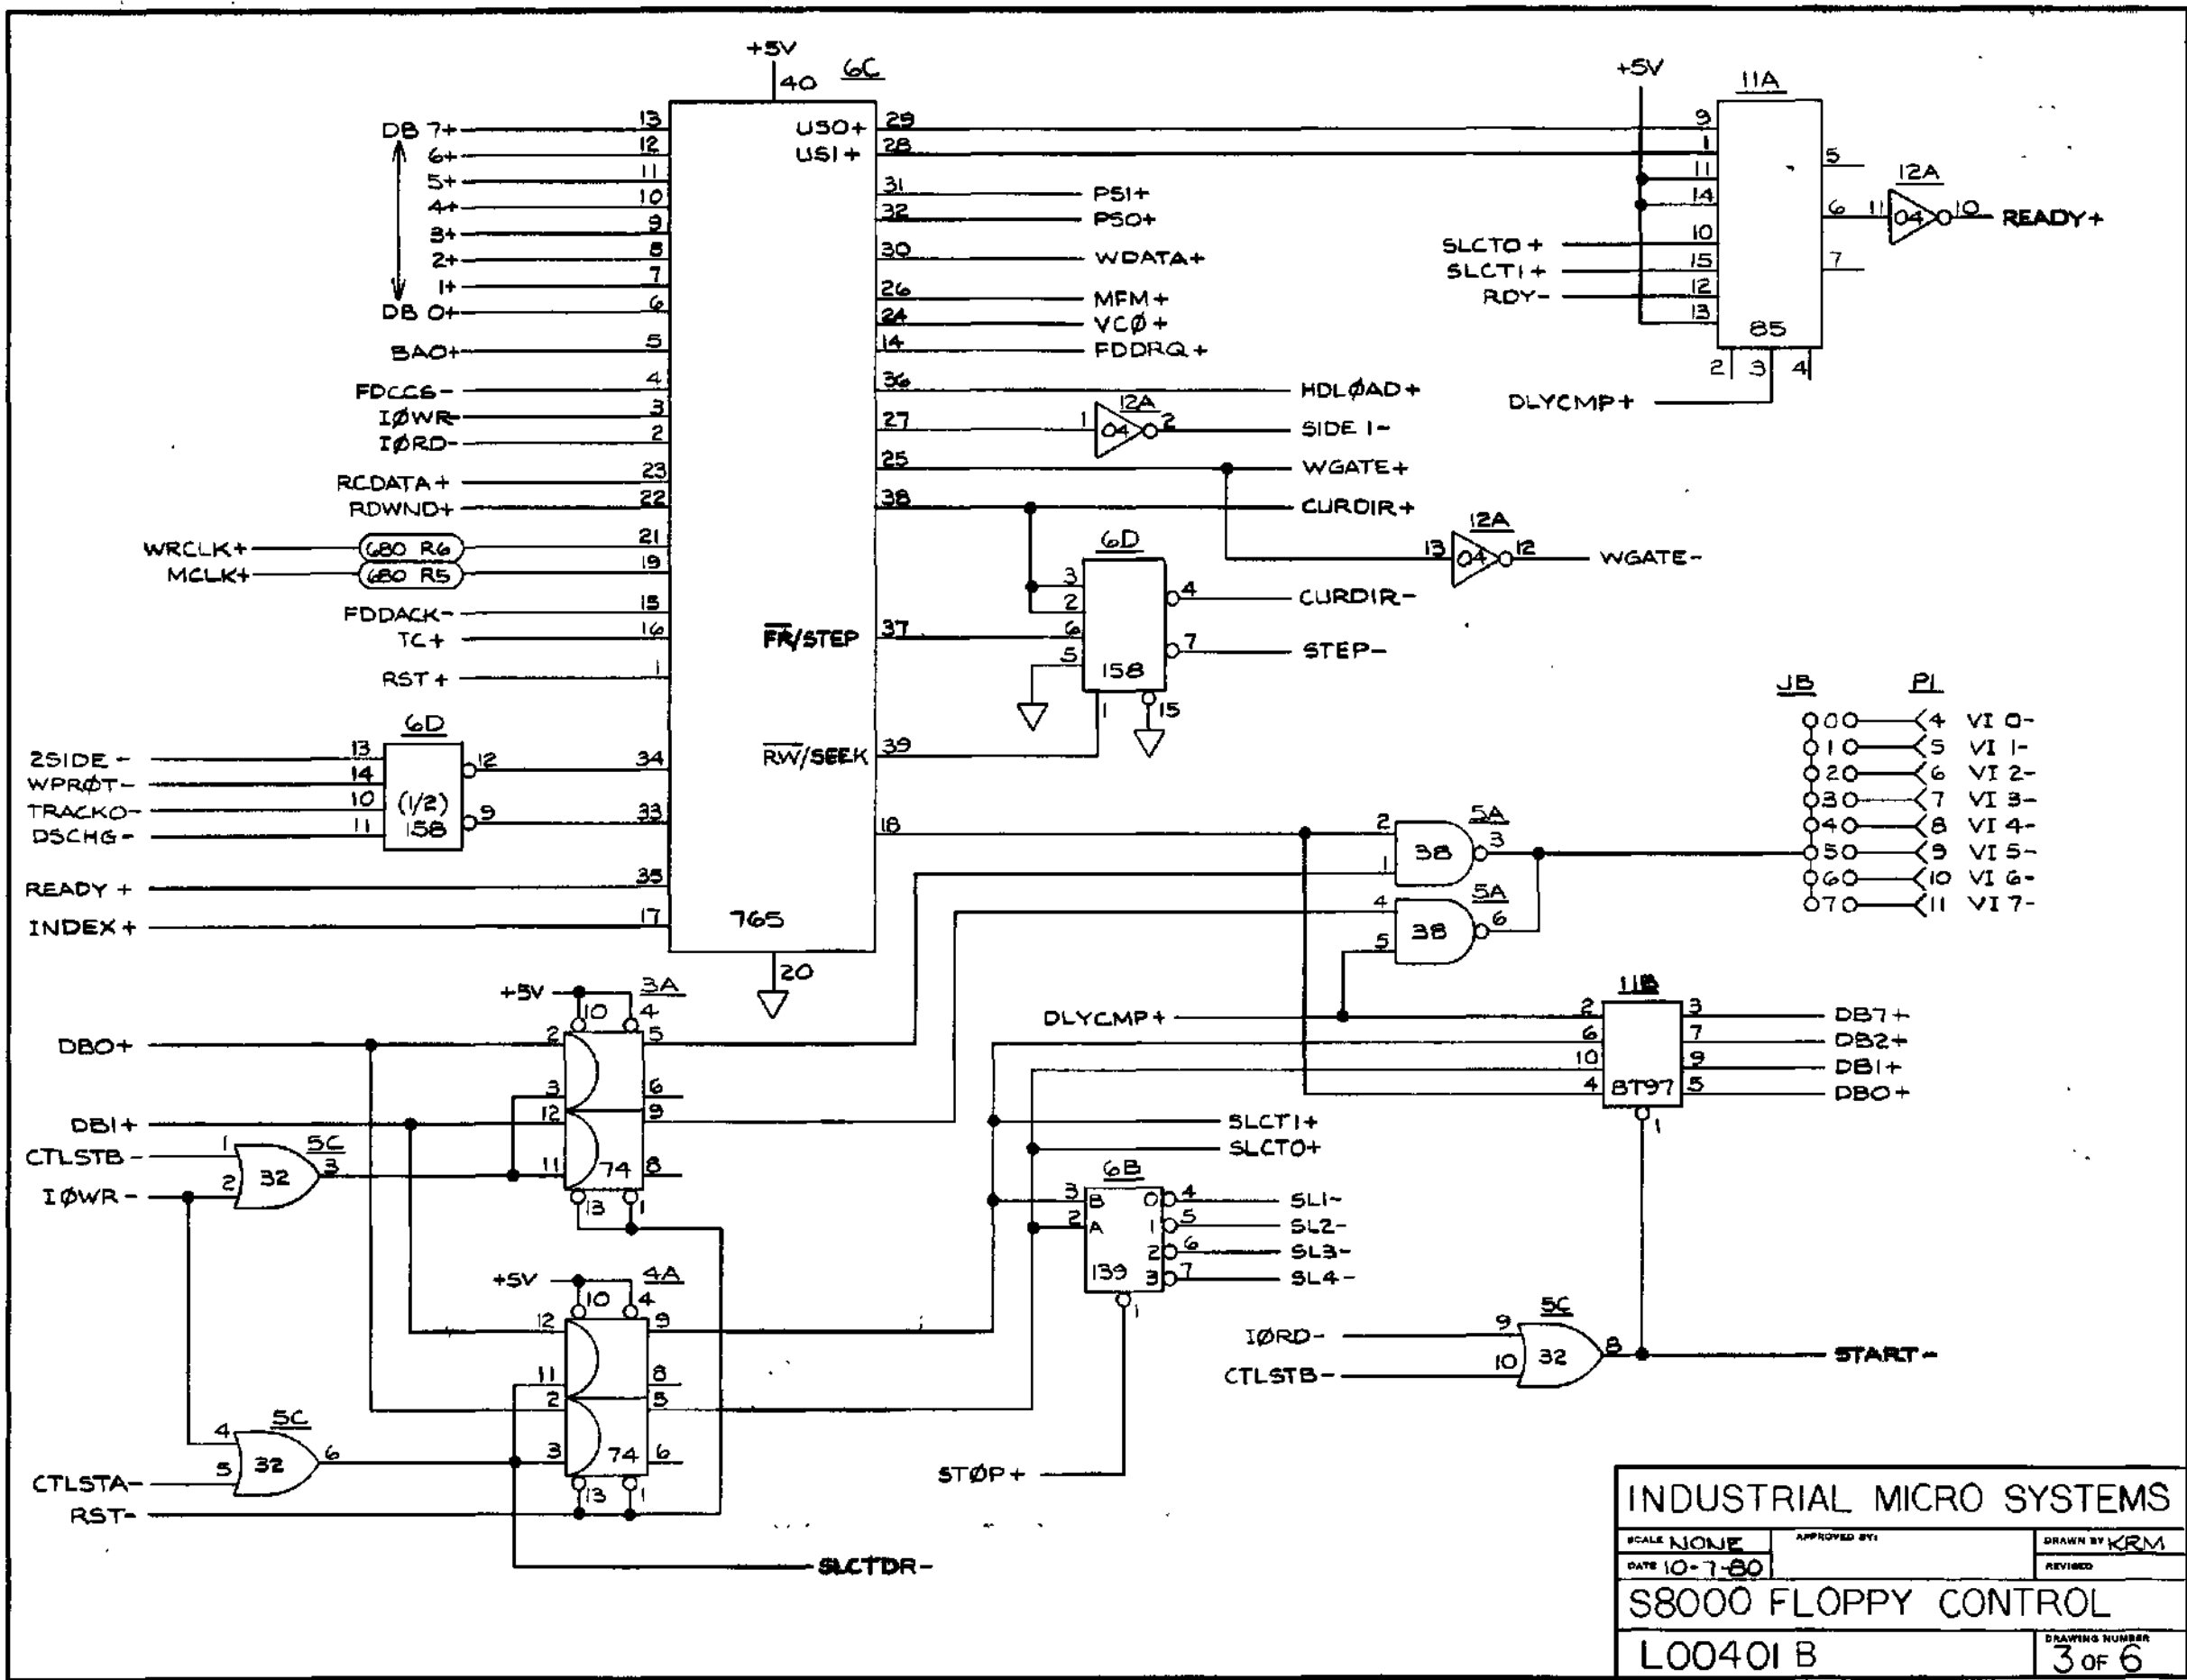 +5V
40
6C
DB 7+ 13
6+ 12
5+ 11
4+ 10
3+ 9
2+ 8
1+ 7
DB 0+ 6
BA0+ 5
FDCCS- 4
IØWR- 3
IØRD- 2
RCDATA+ 23
RDWND+ 22
WRCLK+ 680 R6 21
MCLK+ 680 R5 19
FDDACK- 15
TC+ 16
RST+ 1
6D
2SIDE- 13
WPRØT- 14
TRACK0- 10
DSCHG- 11
(1/2)
158
12 34
9 33
READY+ 35
INDEX+ 17
765
20
US0+ 29
US1+ 28
31 PS1+
32 PS0+
30 WDATA+
26 MFM+
24 VCØ+
14 FDDRQ+
36 HDLØAD+
27 1 12A 04 2 SIDE 1-
25 WGATE+
38 CURDIR+
13 12A 04 12 WGATE-
6D
3
2
6
5
158
1
15
4 CURDIR-
7 STEP-
FR/STEP 37
RW/SEEK 39
18
+5V
11A
9
1
11
14
SLCT0+ 10
SLCT1+ 15
RDY- 12
13
85
2 3 4
DLYCMP+
5
6
7
11 12A 04 10 READY+
JB P1
0 4 VI 0-
1 5 VI 1-
2 6 VI 2-
3 7 VI 3-
4 8 VI 4-
5 9 VI 5-
6 10 VI 6-
7 11 VI 7-
5A
2
1
38
3
5A
4
5
38
6
DLYCMP+
11B
2
6
10
4
8T97
1
3 DB7+
7 DB2+
9 DB1+
5 DB0+
+5V
3A
10 4
DB0+ 2
3
DB1+ 12
11
74
13 1
5
6
9
8
CTLSTB- 1
IØWR- 2
5C
32
3
+5V
4A
10 4
12
11
2
3
74
13 1
9
8
5
6
5C
4
CTLSTA- 5
32
6
RST-
SLCTDR-
SLCT1+
SLCT0+
6B
3 B
2 A
139
0 4 SL1-
1 5 SL2-
2 6 SL3-
3 7 SL4-
1
STØP+
5C
IØRD- 9
CTLSTB- 10
32
8
START-
INDUSTRIAL MICRO SYSTEMS
SCALE NONE
APPROVED BY:
DRAWN BY KRM
DATE 10-7-80
REVISED
S8000 FLOPPY CONTROL
L00401 B
DRAWING NUMBER
3 OF 6